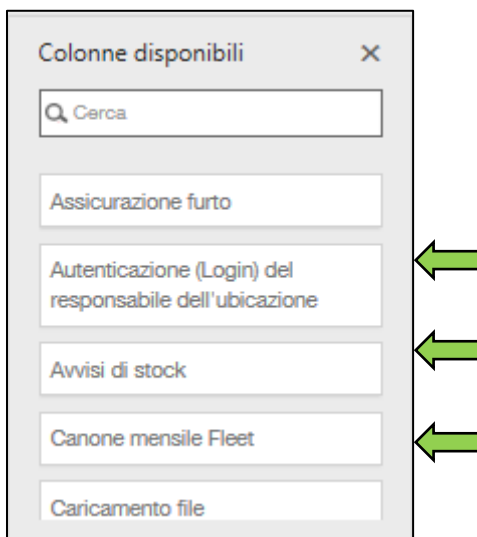 Colonne disponibili
Cerca
Assicurazione furto
Autenticazione (Login) del
responsabile dell'ubicazione
Avvisi di stock
Canone mensile Fleet
Caricamento file